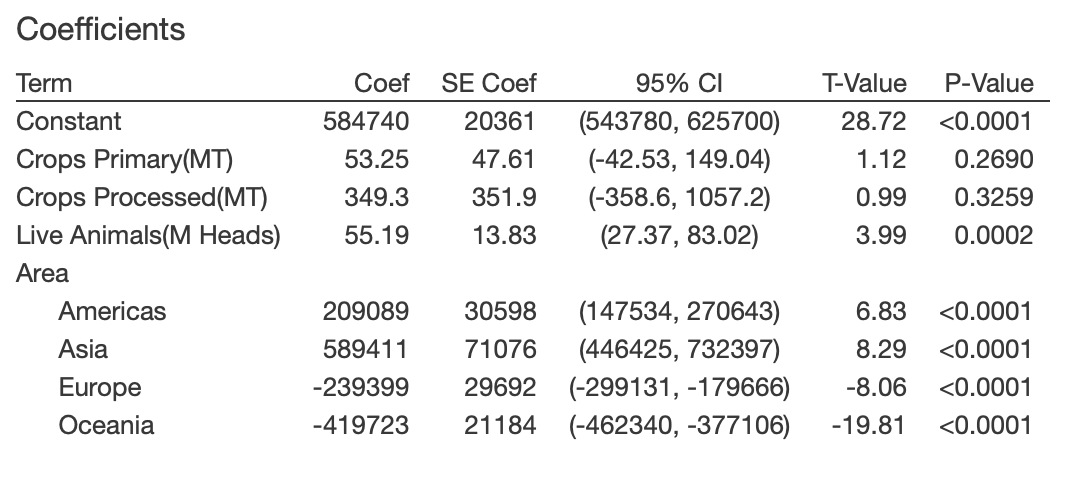 Coefficients
Term Coef SE Coef 95% CI T-Value P-Value
Constant 584740 20361 (543780, 625700) 28.72 <0.0001
Crops Primary(MT) 53.25 47.61 (-42.53, 149.04) 1.12 0.2690
Crops Processed(MT) 349.3 351.9 (-358.6, 1057.2) 0.99 0.3259
Live Animals(M Heads) 55.19 13.83 (27.37, 83.02) 3.99 0.0002
Area
Americas 209089 30598 (147534, 270643) 6.83 <0.0001
Asia 589411 71076 (446425, 732397) 8.29 <0.0001
Europe -239399 29692 (-299131, -179666) -8.06 <0.0001
Oceania -419723 21184 (-462340, -377106) -19.81 <0.0001